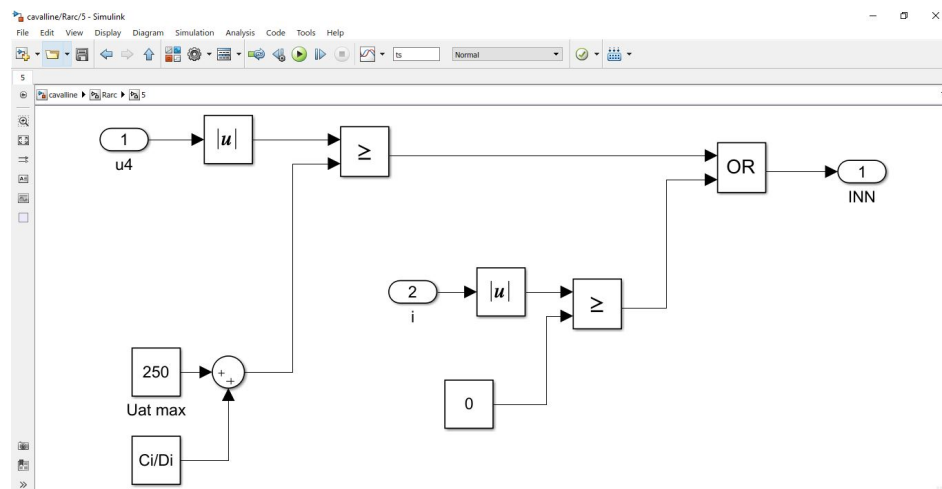 cavalline/Rarc/5 - Simulink
File Edit View Display Diagram Simulation Analysis Code Tools Help
ts Normal
5
cavalline Rarc 5
1
u4
|u|
≥
OR
1
INN
2
i
|u|
≥
250
+
+
Uat max
0
Ci/Di